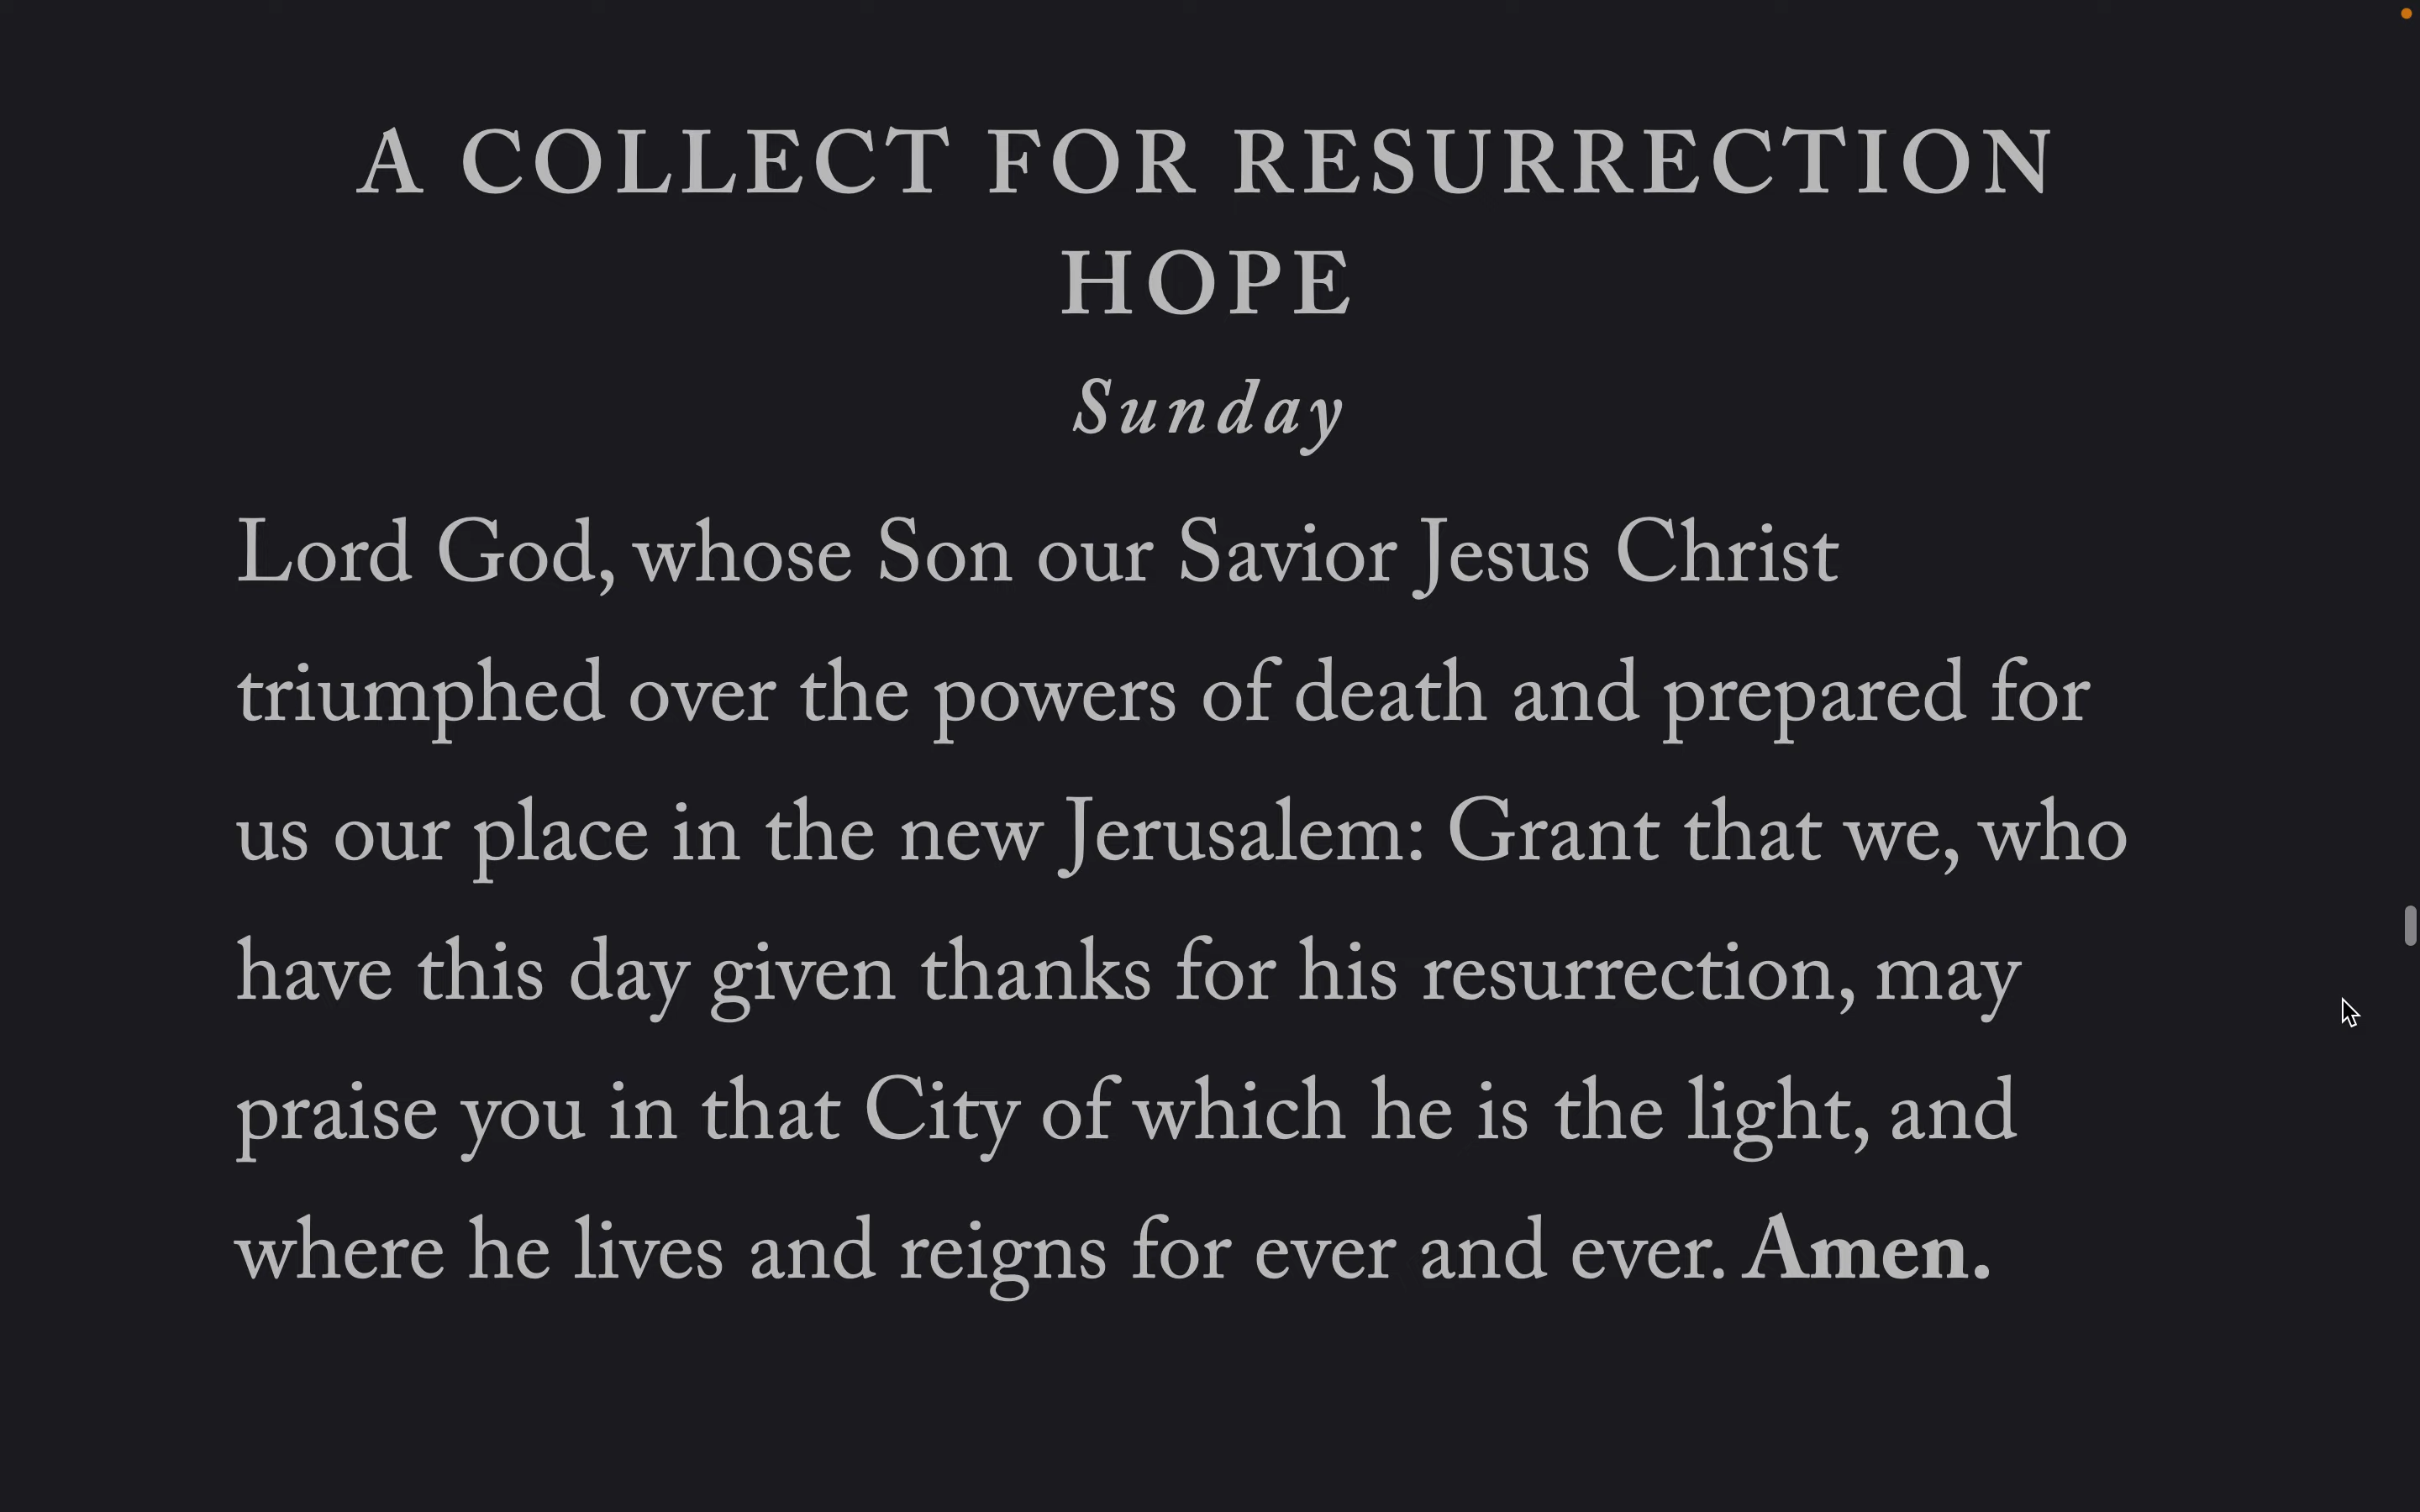 A COLLECT FOR RESURRECTION
HOPE
Sunday
Lord God, whose Son our Savior Jesus Christ
triumphed over the powers of death and prepared for
us our place in the new Jerusalem: Grant that we, who
have this day given thanks for his resurrection, may
praise you in that City of which he is the light, and
where he lives and reigns for ever and ever. Amen.